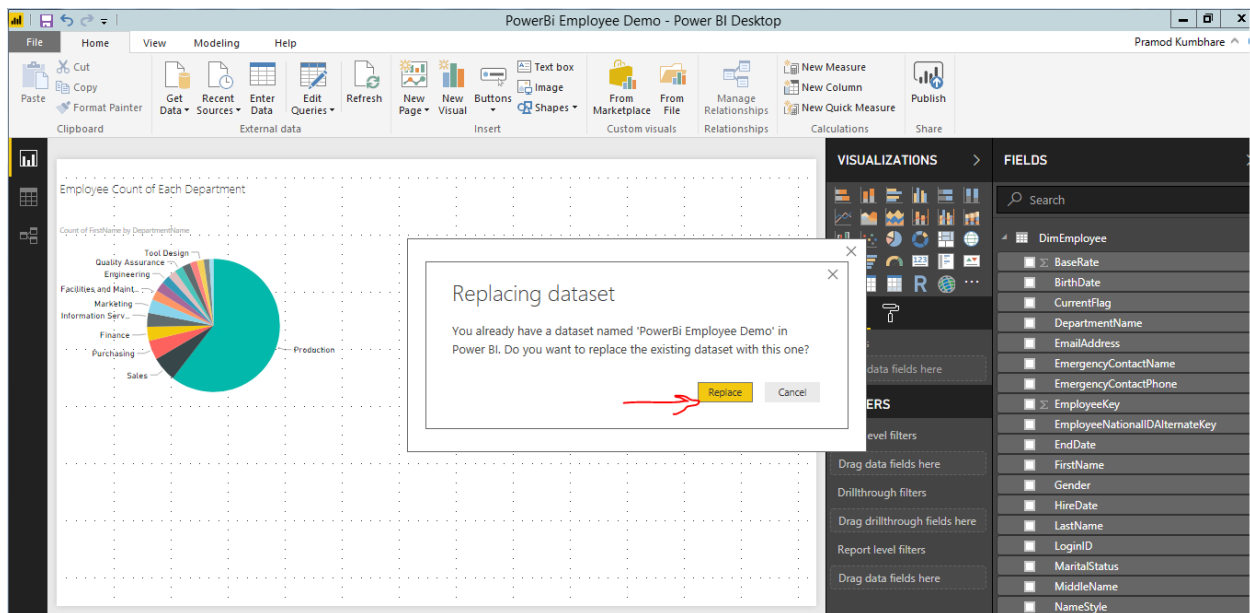 PowerBi Employee Demo - Power BI Desktop
File Home View Modeling Help
Pramod Kumbhare
Paste
Cut
Copy
Format Painter
Clipboard
Get Data
Recent Sources
Enter Data
Edit Queries
Refresh
External data
New Page
New Visual
Buttons
Text box
Image
Shapes
Insert
From Marketplace
From File
Custom visuals
Manage Relationships
Relationships
New Measure
New Column
New Quick Measure
Calculations
Publish
Share
Employee Count of Each Department
Count of FirstName by DepartmentName
Tool Design
Quality Assurance
Engineering
Facilities and Maint...
Marketing
Information Serv...
Finance
Purchasing
Sales
Production
Replacing dataset
You already have a dataset named 'PowerBi Employee Demo' in
Power BI. Do you want to replace the existing dataset with this one?
Replace Cancel
VISUALIZATIONS
123
R
data fields here
ERS
evel filters
Drag data fields here
Drillthrough filters
Drag drillthrough fields here
Report level filters
Drag data fields here
FIELDS
Search
DimEmployee
Σ BaseRate
BirthDate
CurrentFlag
DepartmentName
EmailAddress
EmergencyContactName
EmergencyContactPhone
Σ EmployeeKey
EmployeeNationalIDAlternateKey
EndDate
FirstName
Gender
HireDate
LastName
LoginID
MaritalStatus
MiddleName
NameStyle